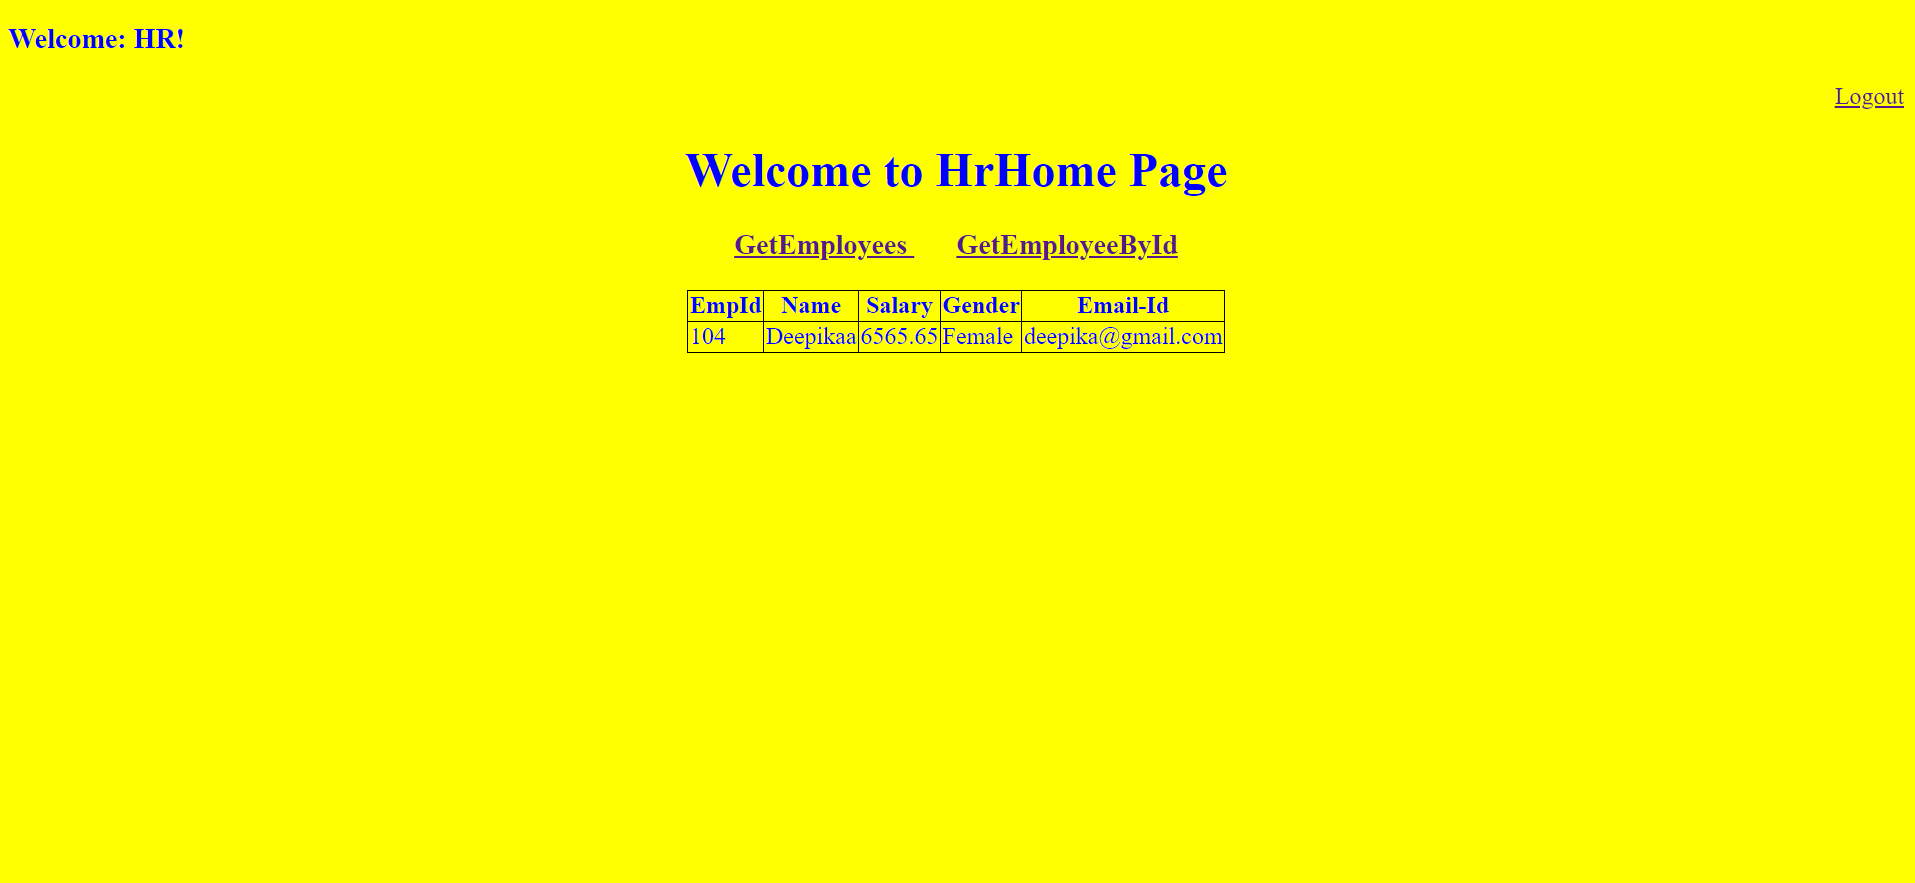 Welcome: HR!
Logout
Welcome to HrHome Page
GetEmployees GetEmployeeById
EmpId Name Salary Gender Email-Id
104 Deepikaa 6565.65 Female deepika@gmail.com